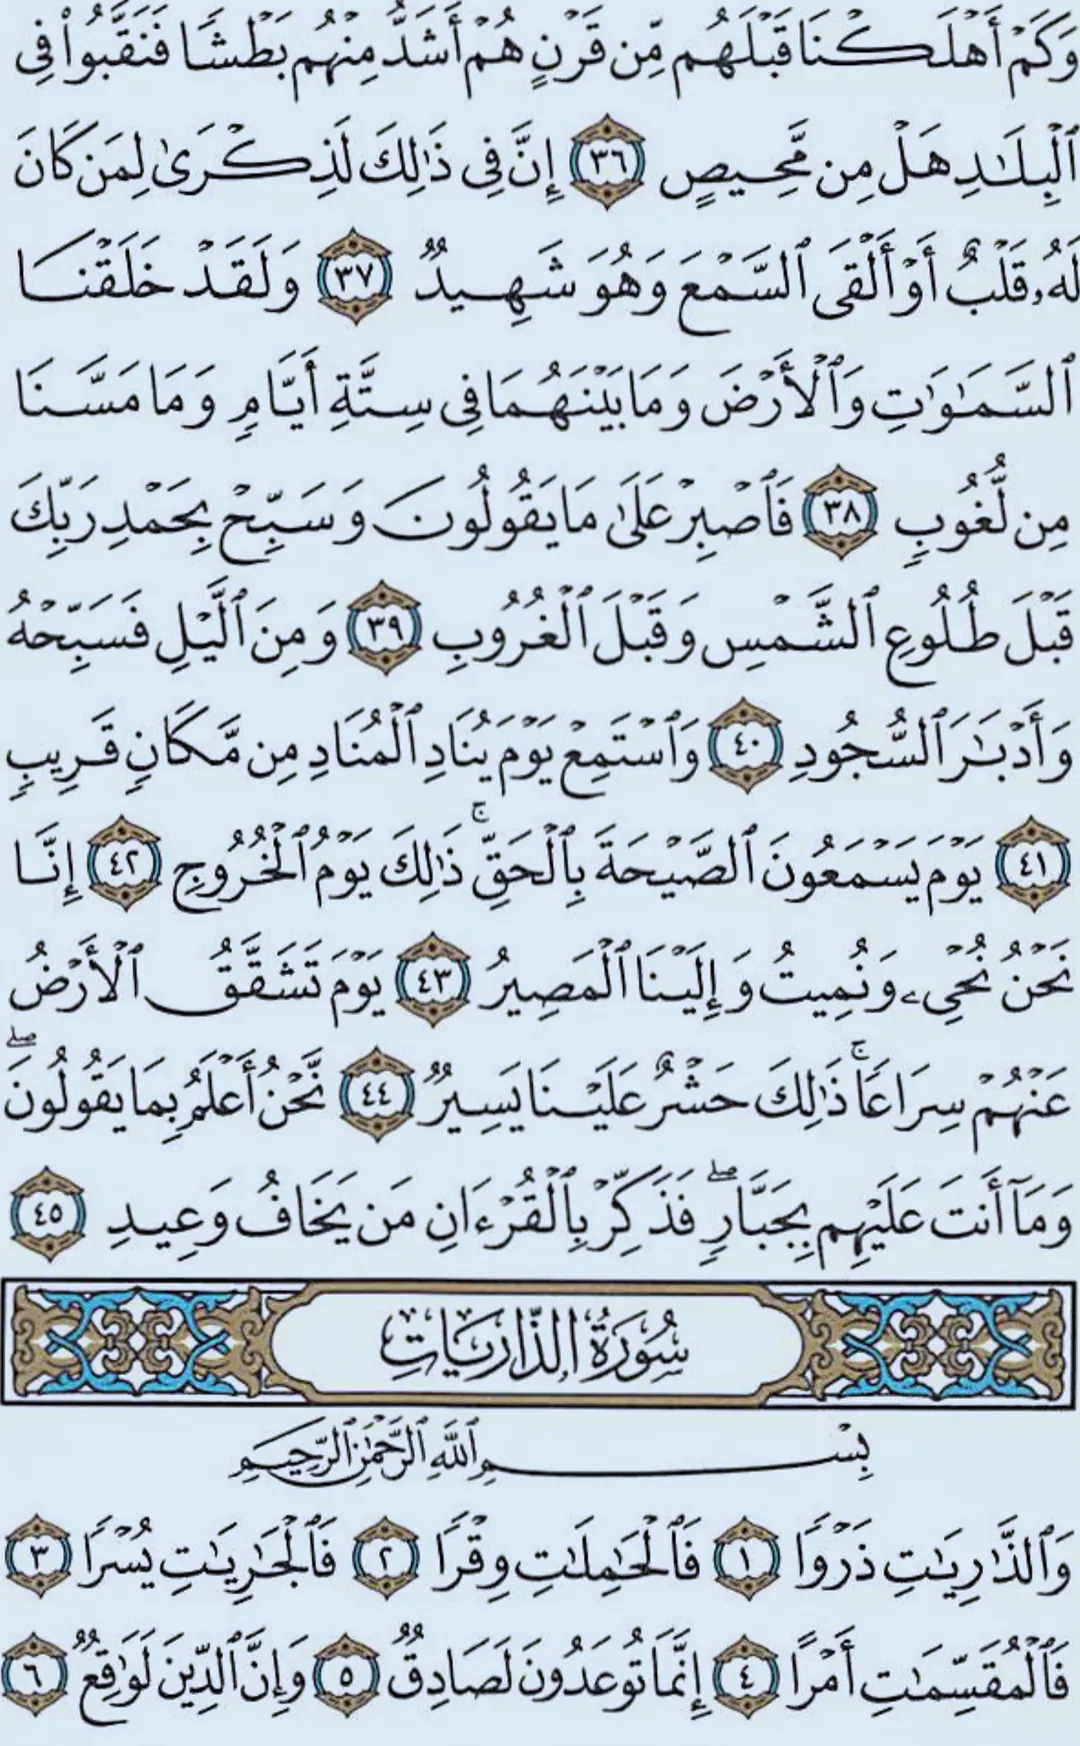 وَكَمۡ أَهۡلَكۡنَا قَبۡلَهُم مِّن قَرۡنٍ هُمۡ أَشَدُّ مِنۡهُم بَطۡشٗا فَنَقَّبُواْ فِي
ٱلۡبِلَٰدِ هَلۡ مِن مَّحِيصٍ ٣٦ إِنَّ فِي ذَٰلِكَ لَذِكۡرَىٰ لِمَن كَانَ
لَهُۥ قَلۡبٌ أَوۡ أَلۡقَى ٱلسَّمۡعَ وَهُوَ شَهِيدٞ ٣٧ وَلَقَدۡ خَلَقۡنَا
ٱلسَّمَٰوَٰتِ وَٱلۡأَرۡضَ وَمَا بَيۡنَهُمَا فِي سِتَّةِ أَيَّامٖ وَمَا مَسَّنَا
مِن لُّغُوبٖ ٣٨ فَٱصۡبِرۡ عَلَىٰ مَا يَقُولُونَ وَسَبِّحۡ بِحَمۡدِ رَبِّكَ
قَبۡلَ طُلُوعِ ٱلشَّمۡسِ وَقَبۡلَ ٱلۡغُرُوبِ ٣٩ وَمِنَ ٱلَّيۡلِ فَسَبِّحۡهُ
وَأَدۡبَٰرَ ٱلسُّجُودِ ٤٠ وَٱسۡتَمِعۡ يَوۡمَ يُنَادِ ٱلۡمُنَادِ مِن مَّكَانٖ قَرِيبٖ
٤١ يَوۡمَ يَسۡمَعُونَ ٱلصَّيۡحَةَ بِٱلۡحَقِّۚ ذَٰلِكَ يَوۡمُ ٱلۡخُرُوجِ ٤٢ إِنَّا
نَحۡنُ نُحۡيِۦ وَنُمِيتُ وَإِلَيۡنَا ٱلۡمَصِيرُ ٤٣ يَوۡمَ تَشَقَّقُ ٱلۡأَرۡضُ
عَنۡهُمۡ سِرَاعٗاۚ ذَٰلِكَ حَشۡرٌ عَلَيۡنَا يَسِيرٞ ٤٤ نَّحۡنُ أَعۡلَمُ بِمَا يَقُولُونَۖ
وَمَآ أَنتَ عَلَيۡهِم بِجَبَّارٖۖ فَذَكِّرۡ بِٱلۡقُرۡءَانِ مَن يَخَافُ وَعِيدِ ٤٥
سُورَةُ الذَّارِيَاتِ
بِسۡمِ ٱللَّهِ ٱلرَّحۡمَٰنِ ٱلرَّحِيمِ
وَٱلذَّٰرِيَٰتِ ذَرۡوٗا ١ فَٱلۡحَٰمِلَٰتِ وِقۡرٗا ٢ فَٱلۡجَٰرِيَٰتِ يُسۡرٗا ٣
فَٱلۡمُقَسِّمَٰتِ أَمۡرًا ٤ إِنَّمَا تُوعَدُونَ لَصَادِقٞ ٥ وَإِنَّ ٱلدِّينَ لَوَٰقِعٞ ٦